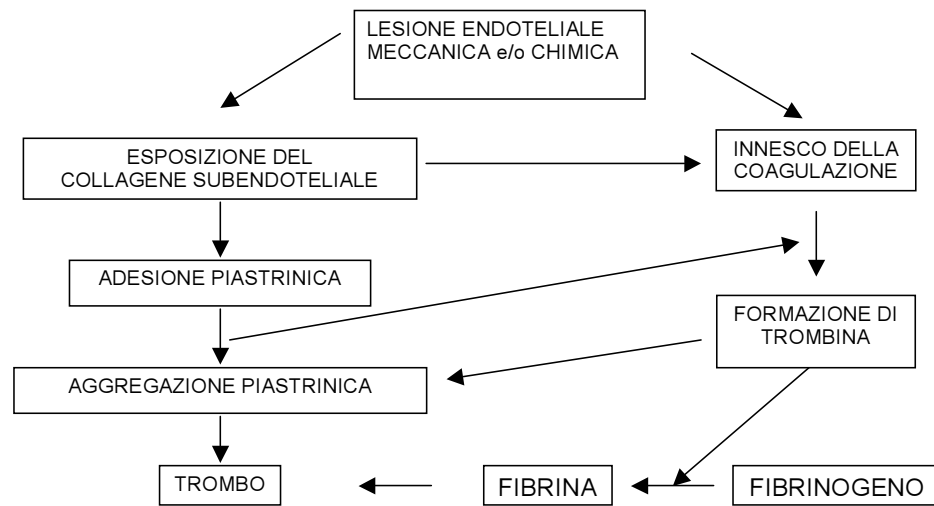 LESIONE ENDOTELIALE
MECCANICA e/o CHIMICA
ESPOSIZIONE DEL
COLLAGENE SUBENDOTELIALE
INNESCO DELLA
COAGULAZIONE
ADESIONE PIASTRINICA
FORMAZIONE DI
TROMBINA
AGGREGAZIONE PIASTRINICA
TROMBO
FIBRINA
FIBRINOGENO